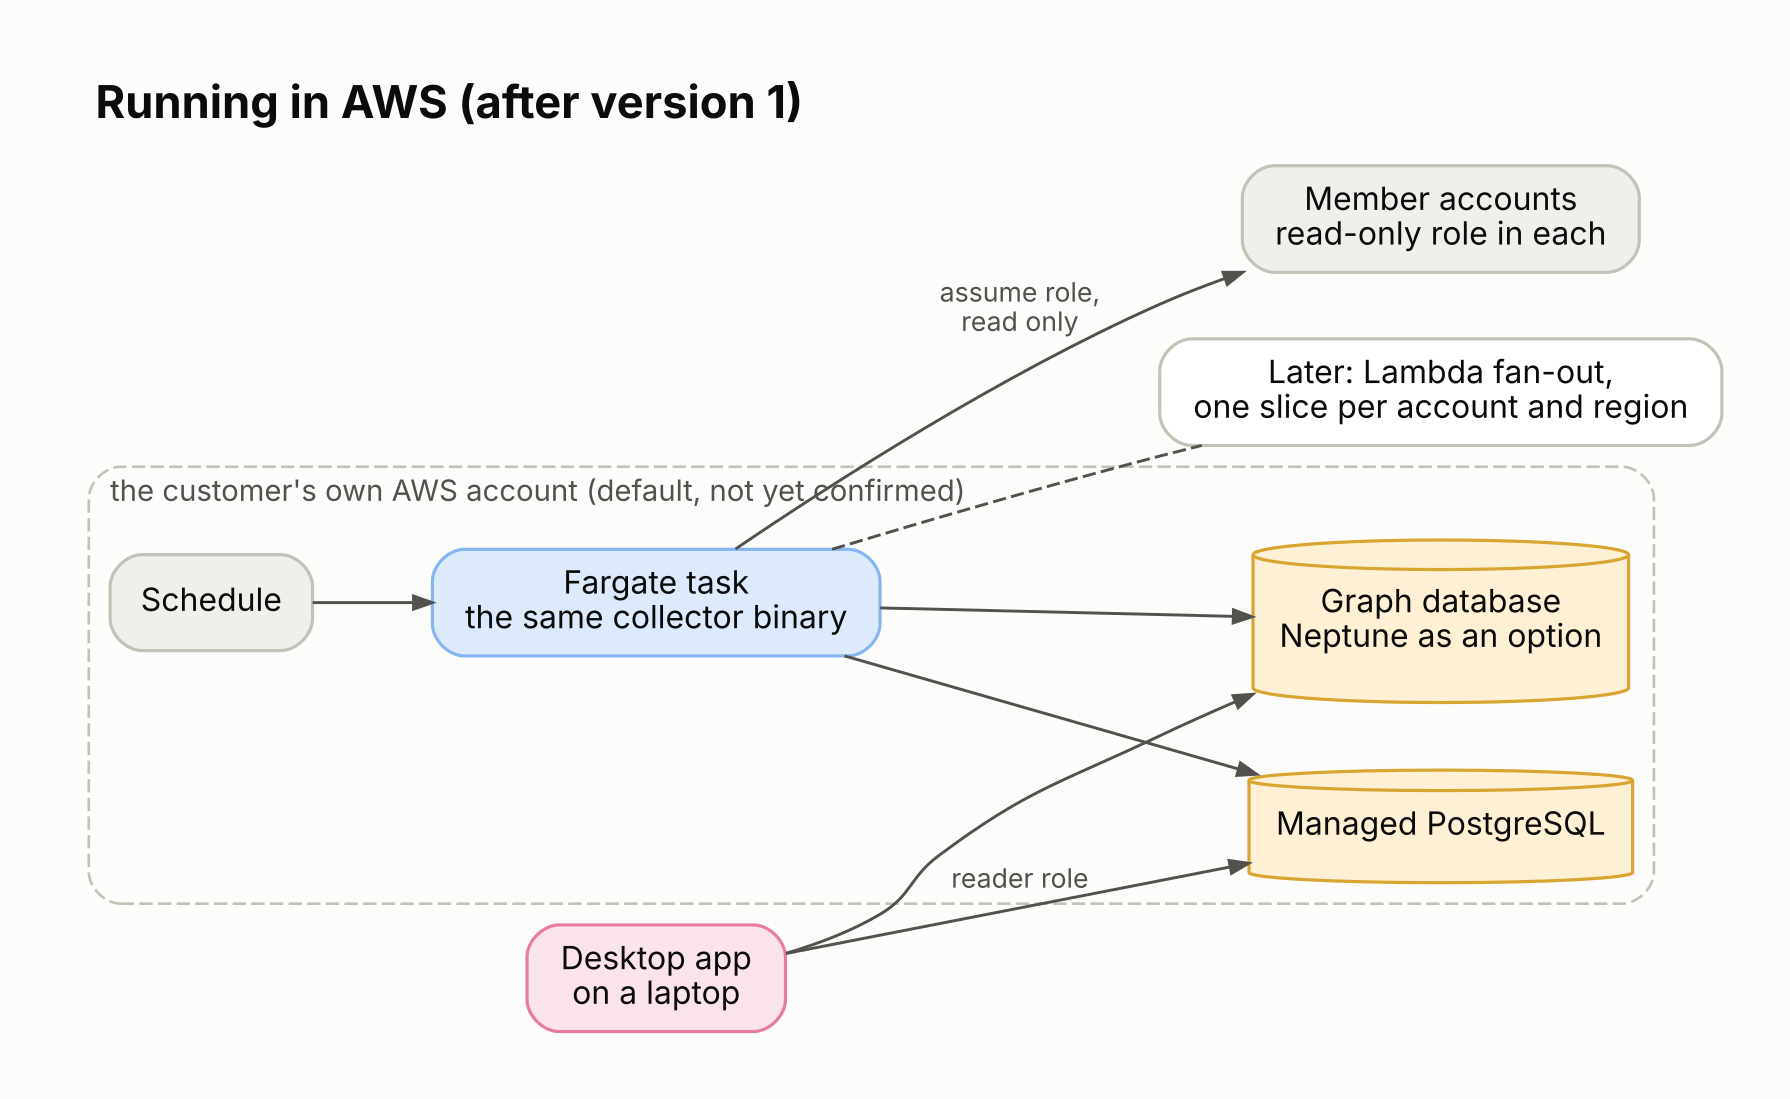 Running in AWS (after version 1)
Member accounts
read-only role in each
assume role,
read only
Later: Lambda fan-out,
one slice per account and region
the customer's own AWS account (default, not yet confirmed)
Schedule
Fargate task
the same collector binary
Graph database
Neptune as an option
Managed PostgreSQL
reader role
Desktop app
on a laptop